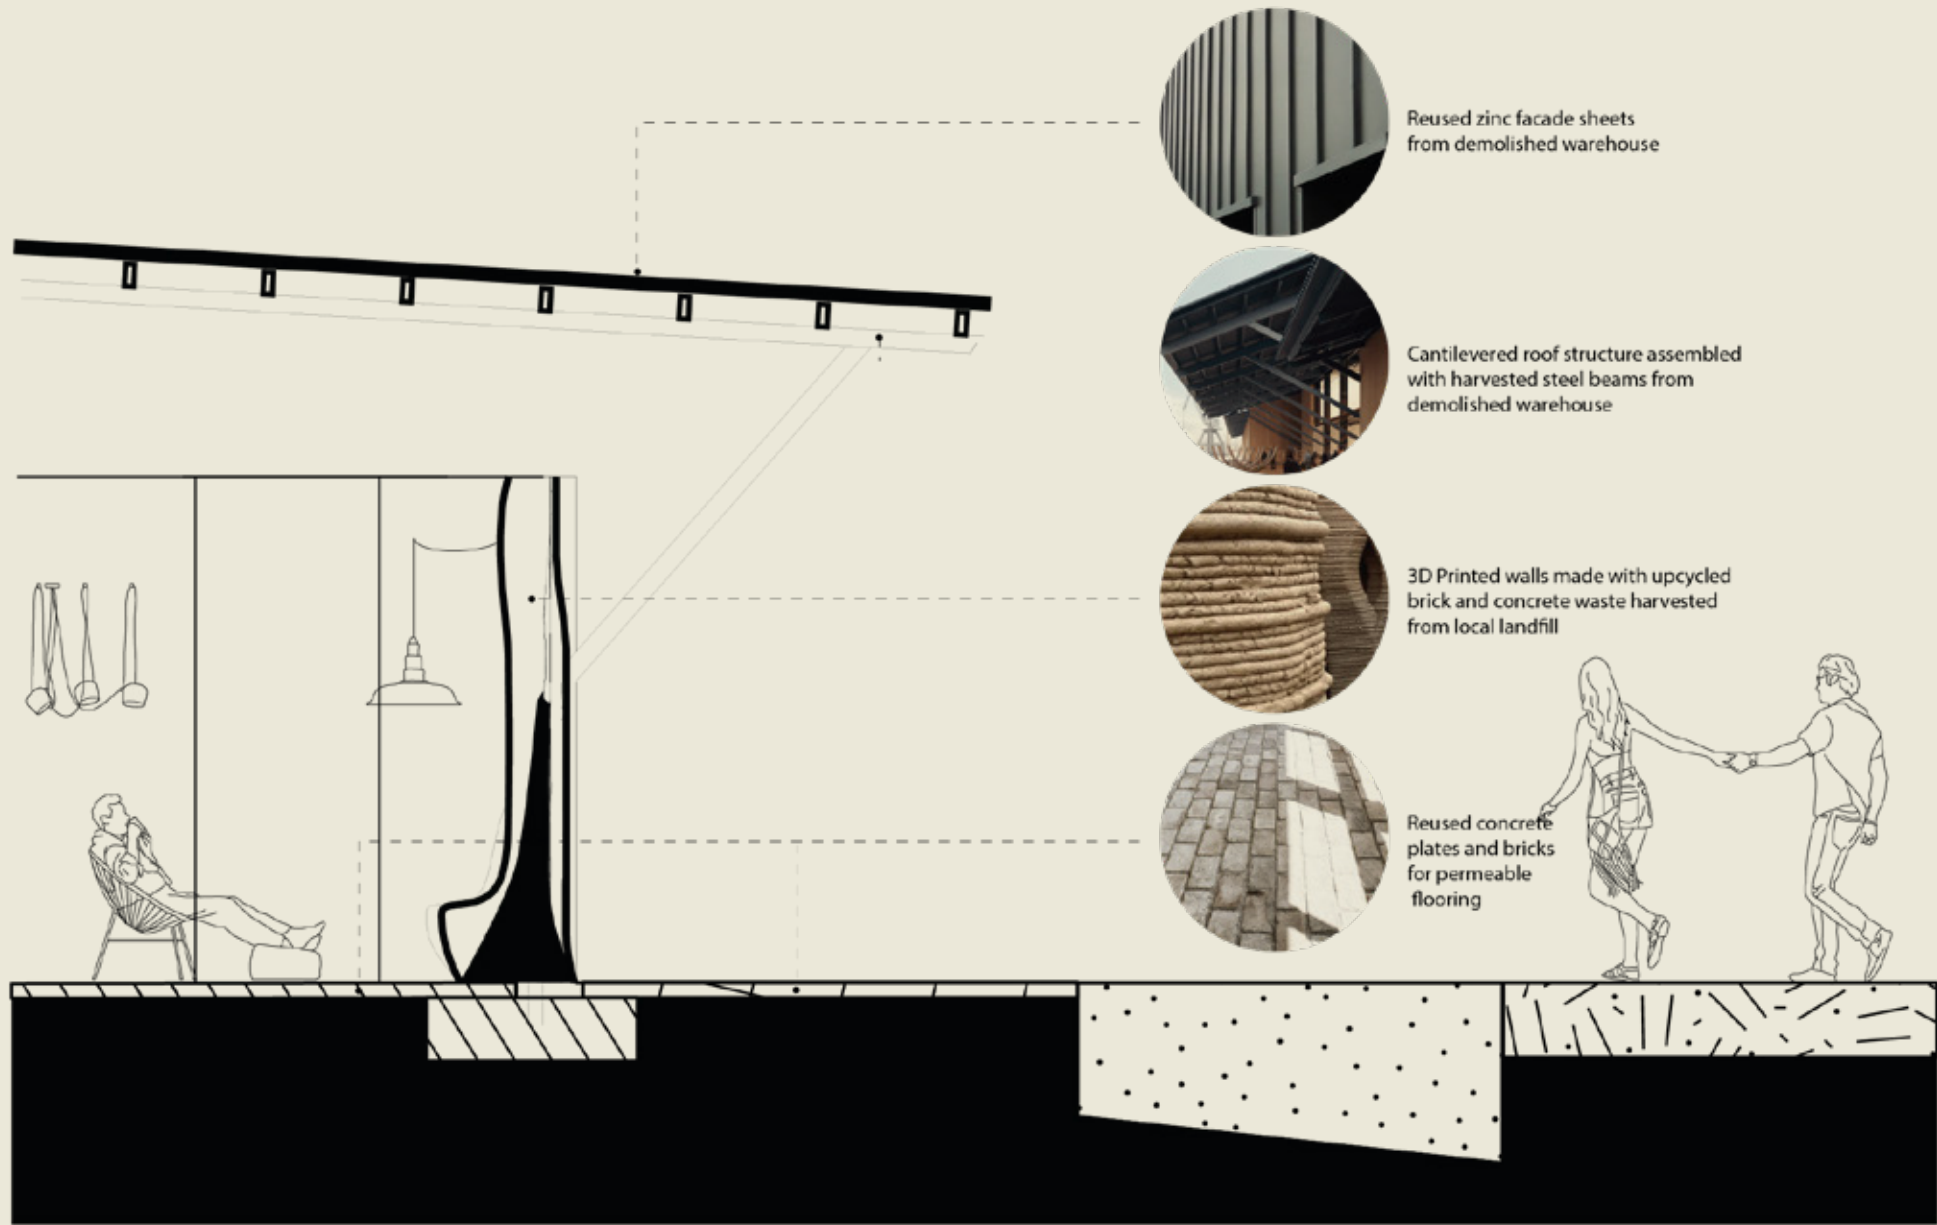 Reused zinc facade sheets
from demolished warehouse
Cantilevered roof structure assembled
with harvested steel beams from
demolished warehouse
3D Printed walls made with upcycled
brick and concrete waste harvested
from local landfill
Reused concrete
plates and bricks
for permeable
flooring